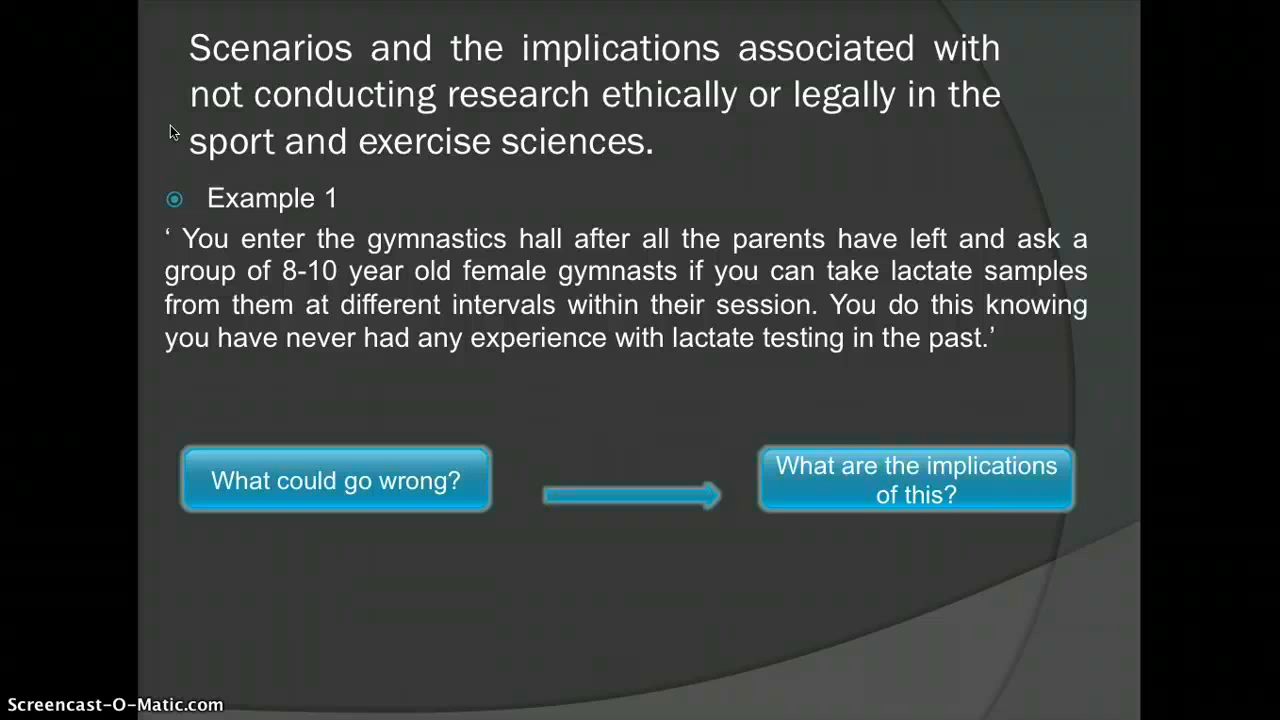 Scenarios and the implications associated with
not conducting research ethically or legally in the
sport and exercise sciences.
Example 1
‘ You enter the gymnastics hall after all the parents have left and ask a
group of 8-10 year old female gymnasts if you can take lactate samples
from them at different intervals within their session. You do this knowing
you have never had any experience with lactate testing in the past.’
What could go wrong?
What are the implications
of this?
Screencast-O-Matic.com